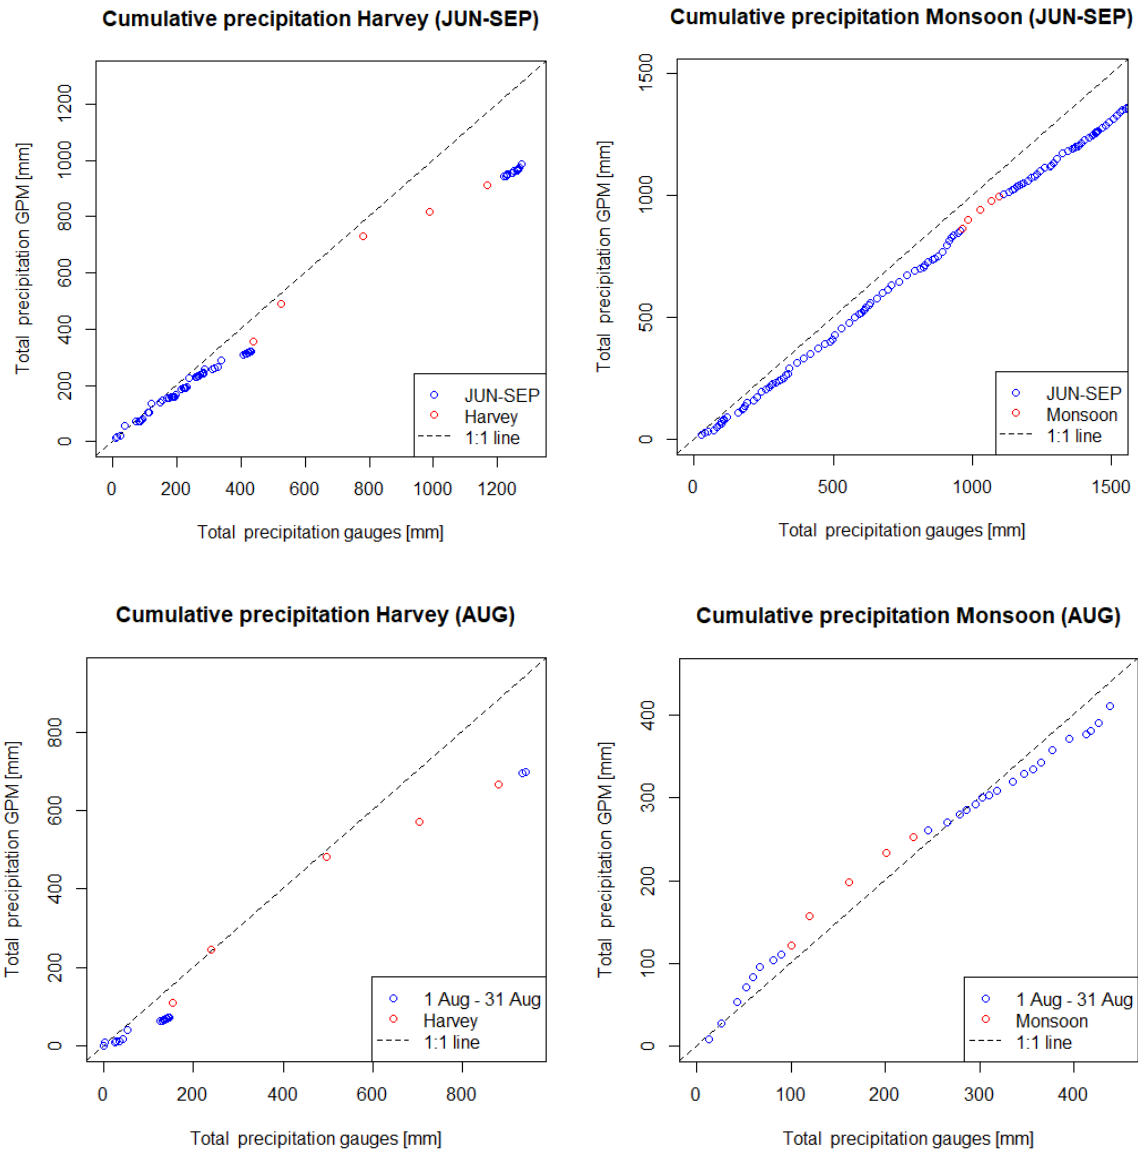 Cumulative precipitation Harvey (JUN-SEP)
Total  precipitation GPM [mm]
1200
1000
800
600
400
200
0
JUN-SEP
Harvey
1:1 line
0 200 400 600 800 1000 1200
Total  precipitation gauges [mm]
Cumulative precipitation Monsoon (JUN-SEP)
Total  precipitation GPM [mm]
1500
1000
500
0
JUN-SEP
Monsoon
1:1 line
0 500 1000 1500
Total  precipitation gauges [mm]
Cumulative precipitation Harvey (AUG)
Total  precipitation GPM [mm]
800
600
400
200
0
1 Aug - 31 Aug
Harvey
1:1 line
0 200 400 600 800
Total  precipitation gauges [mm]
Cumulative precipitation Monsoon (AUG)
Total  precipitation GPM [mm]
400
300
200
100
0
1 Aug - 31 Aug
Monsoon
1:1 line
0 100 200 300 400
Total  precipitation gauges [mm]